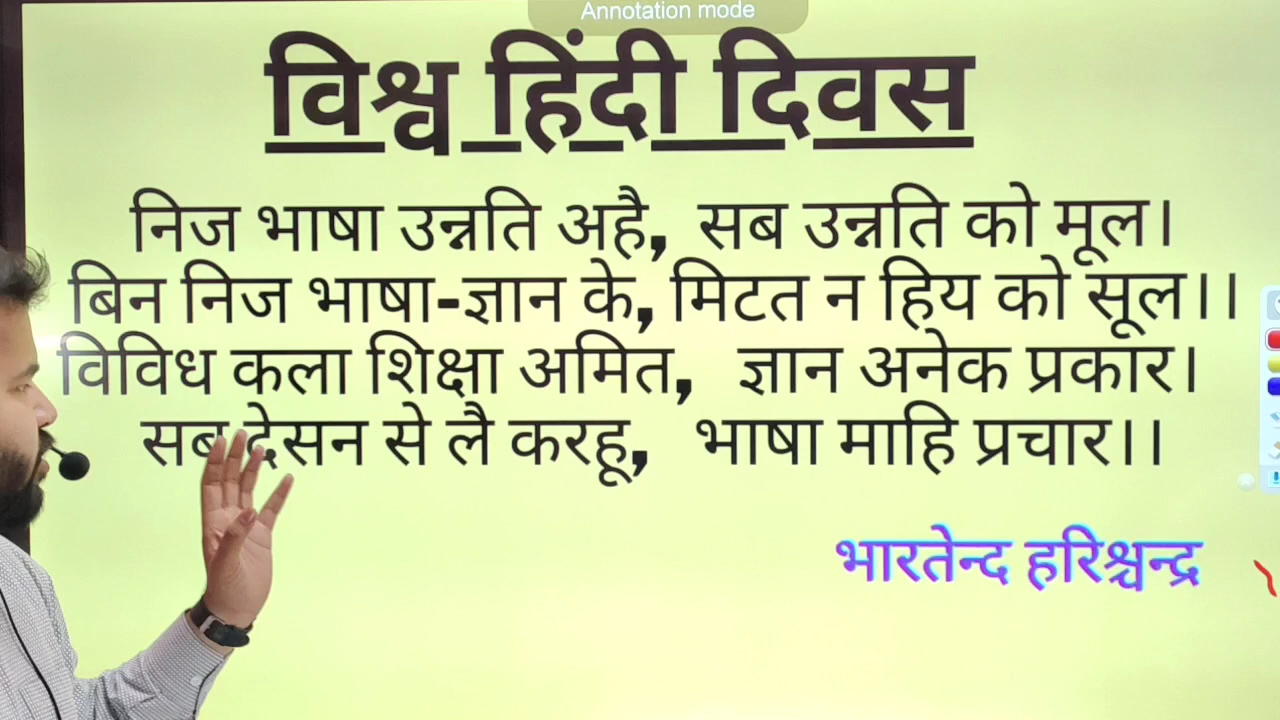 Annotation mode
विश्व हिंदी दिवस
निज भाषा उन्नति अहै, सब उन्नति को मूल।
बिन निज भाषा-ज्ञान के, मिटत न हिय को सूल।।
विविध कला शिक्षा अमित, ज्ञान अनेक प्रकार।
सब देसन से लै करहू, भाषा माहि प्रचार।।
भारतेन्द हरिश्चन्द्र